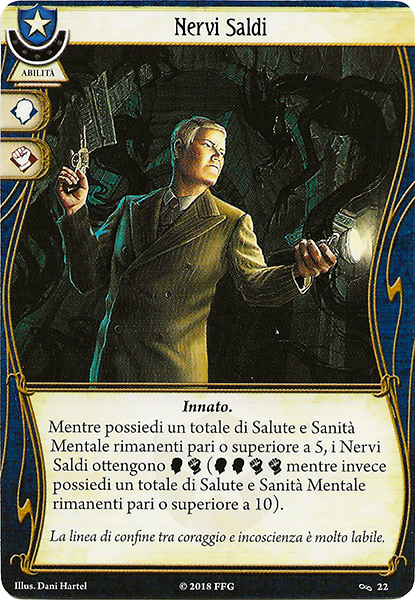 Nervi Saldi
ABILITÀ
Innato.
Mentre possiedi un totale di Salute e Sanità
Mentale rimanenti pari o superiore a 5, i Nervi
Saldi ottengono ( mentre invece
possiedi un totale di Salute e Sanità Mentale
rimanenti pari o superiore a 10).
La linea di confine tra coraggio e incoscienza è molto labile.
Illus. Dani Hartel © 2018 FFG 22